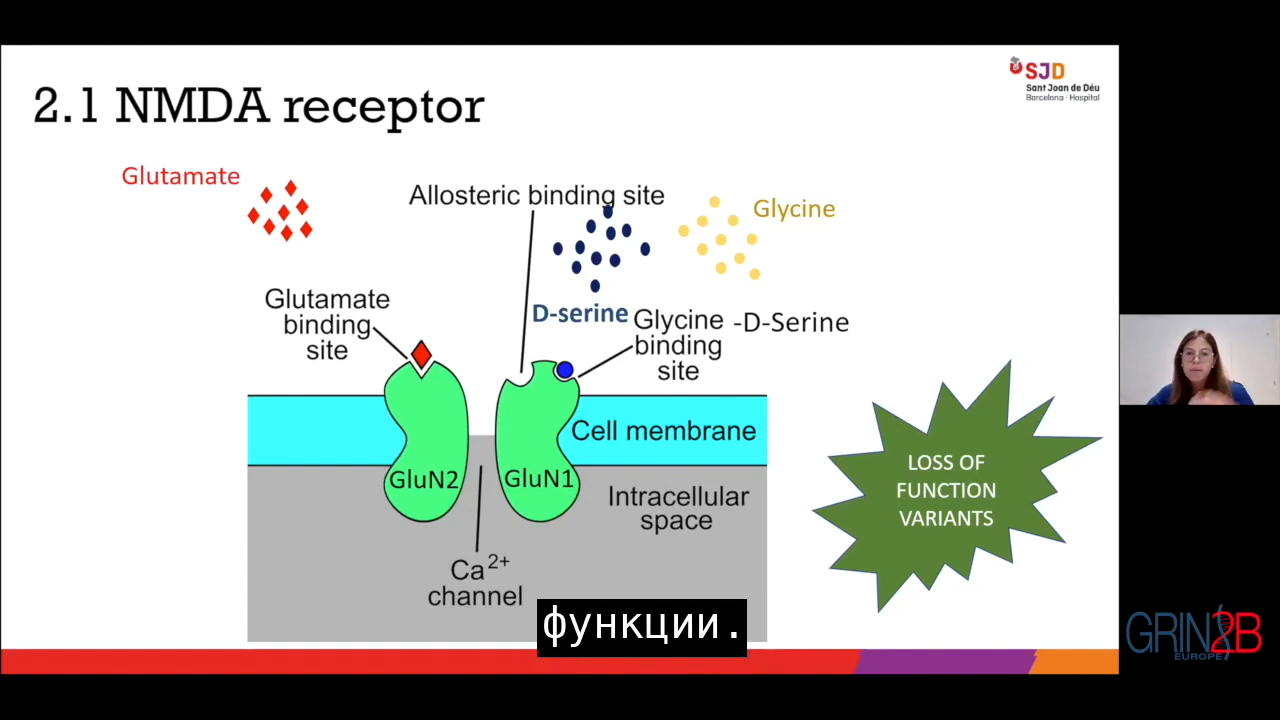 2.1 NMDA receptor
SJD
Sant Joan de Déu
Barcelona · Hospital
Glutamate
Allosteric binding site
Glycine
Glutamate
binding
site
D-serine
Glycine -D-Serine
binding
site
Cell membrane
GluN2
GluN1
Intracellular
space
Ca2+
channel
LOSS OF
FUNCTION
VARIANTS
функции.
GRIN2B
EUROPE